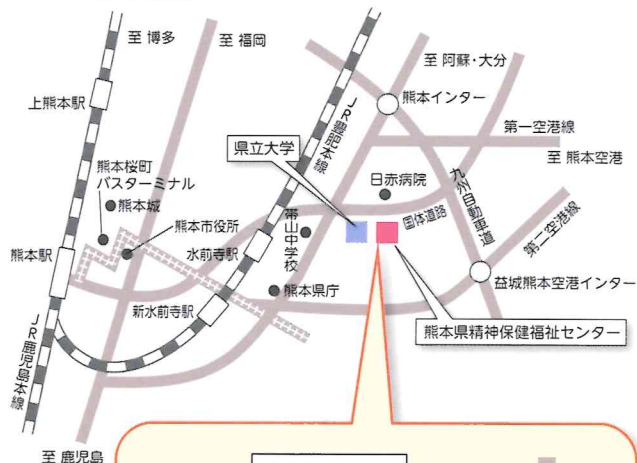 至 博多
至 福岡
至 阿蘇・大分
上熊本駅
JR豊肥本線
熊本インター
第一空港線
至 熊本空港
県立大学
熊本桜町
バスターミナル
日赤病院
九州自動車道
熊本城
国体道路
第二空港線
熊本市役所
帯山中学校
水前寺駅
熊本駅
益城熊本空港インター
熊本県庁
新水前寺駅
熊本県精神保健福祉センター
JR鹿児島本線
至 鹿児島